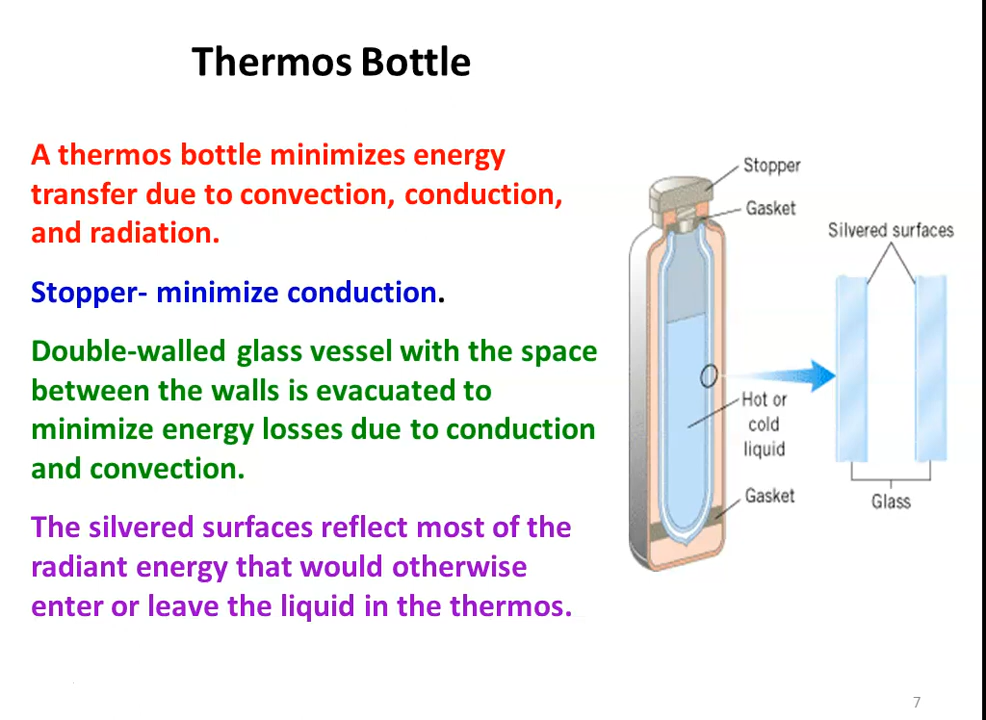 Thermos Bottle
A thermos bottle minimizes energy
transfer due to convection, conduction,
and radiation.
Stopper- minimize conduction.
Double-walled glass vessel with the space
between the walls is evacuated to
minimize energy losses due to conduction
and convection.
The silvered surfaces reflect most of the
radiant energy that would otherwise
enter or leave the liquid in the thermos.
Stopper
Gasket
Silvered surfaces
Hot or
cold
liquid
Gasket
Glass
7